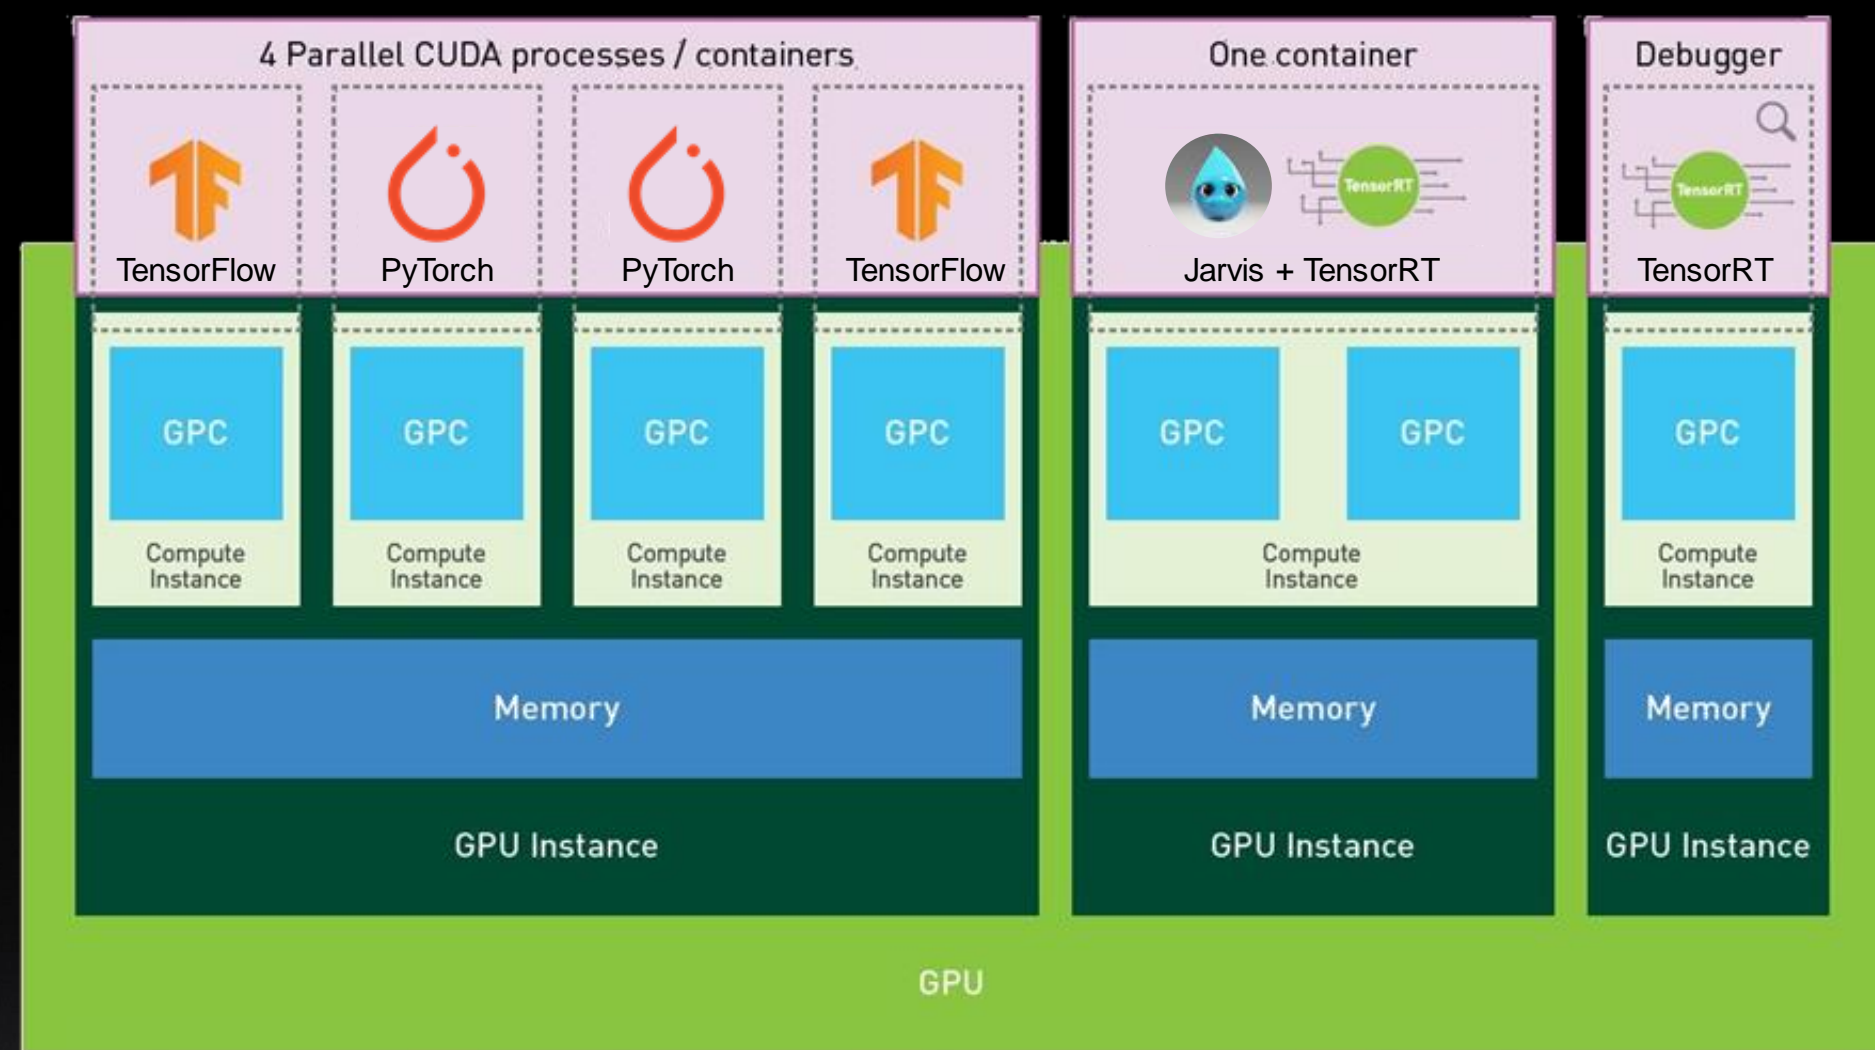 4 Parallel CUDA processes / containers
TensorFlow
PyTorch
PyTorch
TensorFlow
GPC
GPC
GPC
GPC
Compute
Instance
Compute
Instance
Compute
Instance
Compute
Instance
Memory
GPU Instance
One container
TensorRT
Jarvis + TensorRT
GPC
GPC
Compute
Instance
Memory
GPU Instance
Debugger
TensorRT
TensorRT
GPC
Compute
Instance
Memory
GPU Instance
GPU